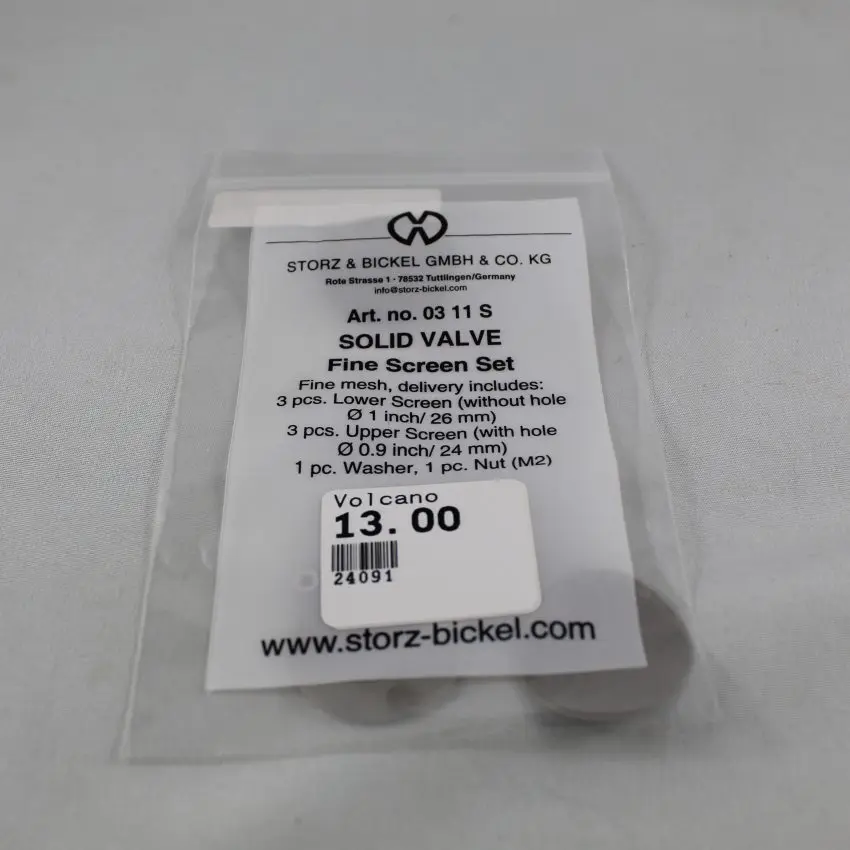 STORZ & BICKEL GMBH & CO. KG
Rote Strasse 1 · 78532 Tuttlingen/Germany
info@storz-bickel.com
Art. no. 03 11 S
SOLID VALVE
Fine Screen Set
Fine mesh, delivery includes:
3 pcs. Lower Screen (without hole
Ø 1 inch/ 26 mm)
3 pcs. Upper Screen (with hole
Ø 0.9 inch/ 24 mm)
1 pc. Washer, 1 pc. Nut (M2)
Volcano
13.00
24091
www.storz-bickel.com